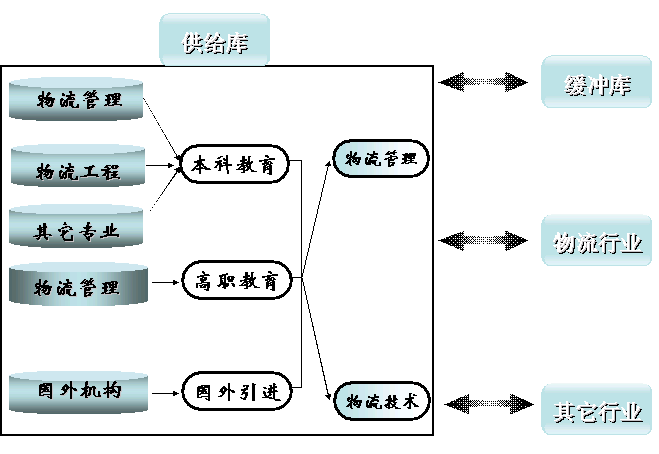 供给库
物流管理
物流工程
其它专业
物流管理
国外机构
本科教育
高职教育
国外引进
物流管理
物流技术
缓冲库
物流行业
其它行业